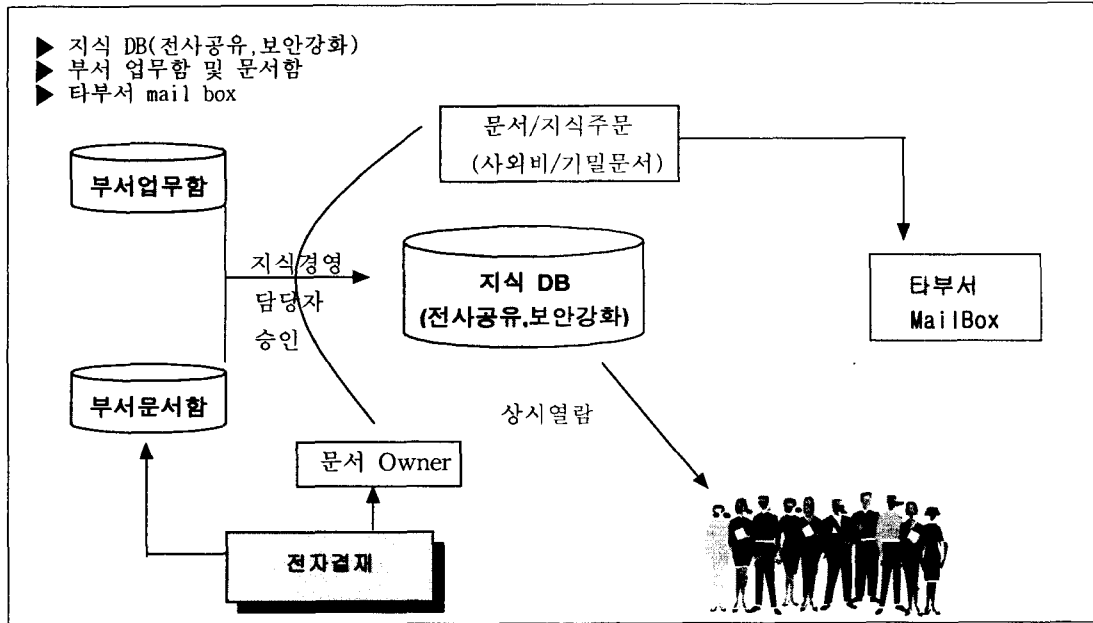 ▶ 지식 DB(전사공유,보안강화)
▶ 부서 업무함 및 문서함
▶ 타부서 mail box
문서/지식주문
(사외비/기밀문서)
부서업무함
지식경영
담당자
승인
지식 DB
(전사공유,보안강화)
타부서
MailBox
부서문서함
상시열람
문서 Owner
전자결재